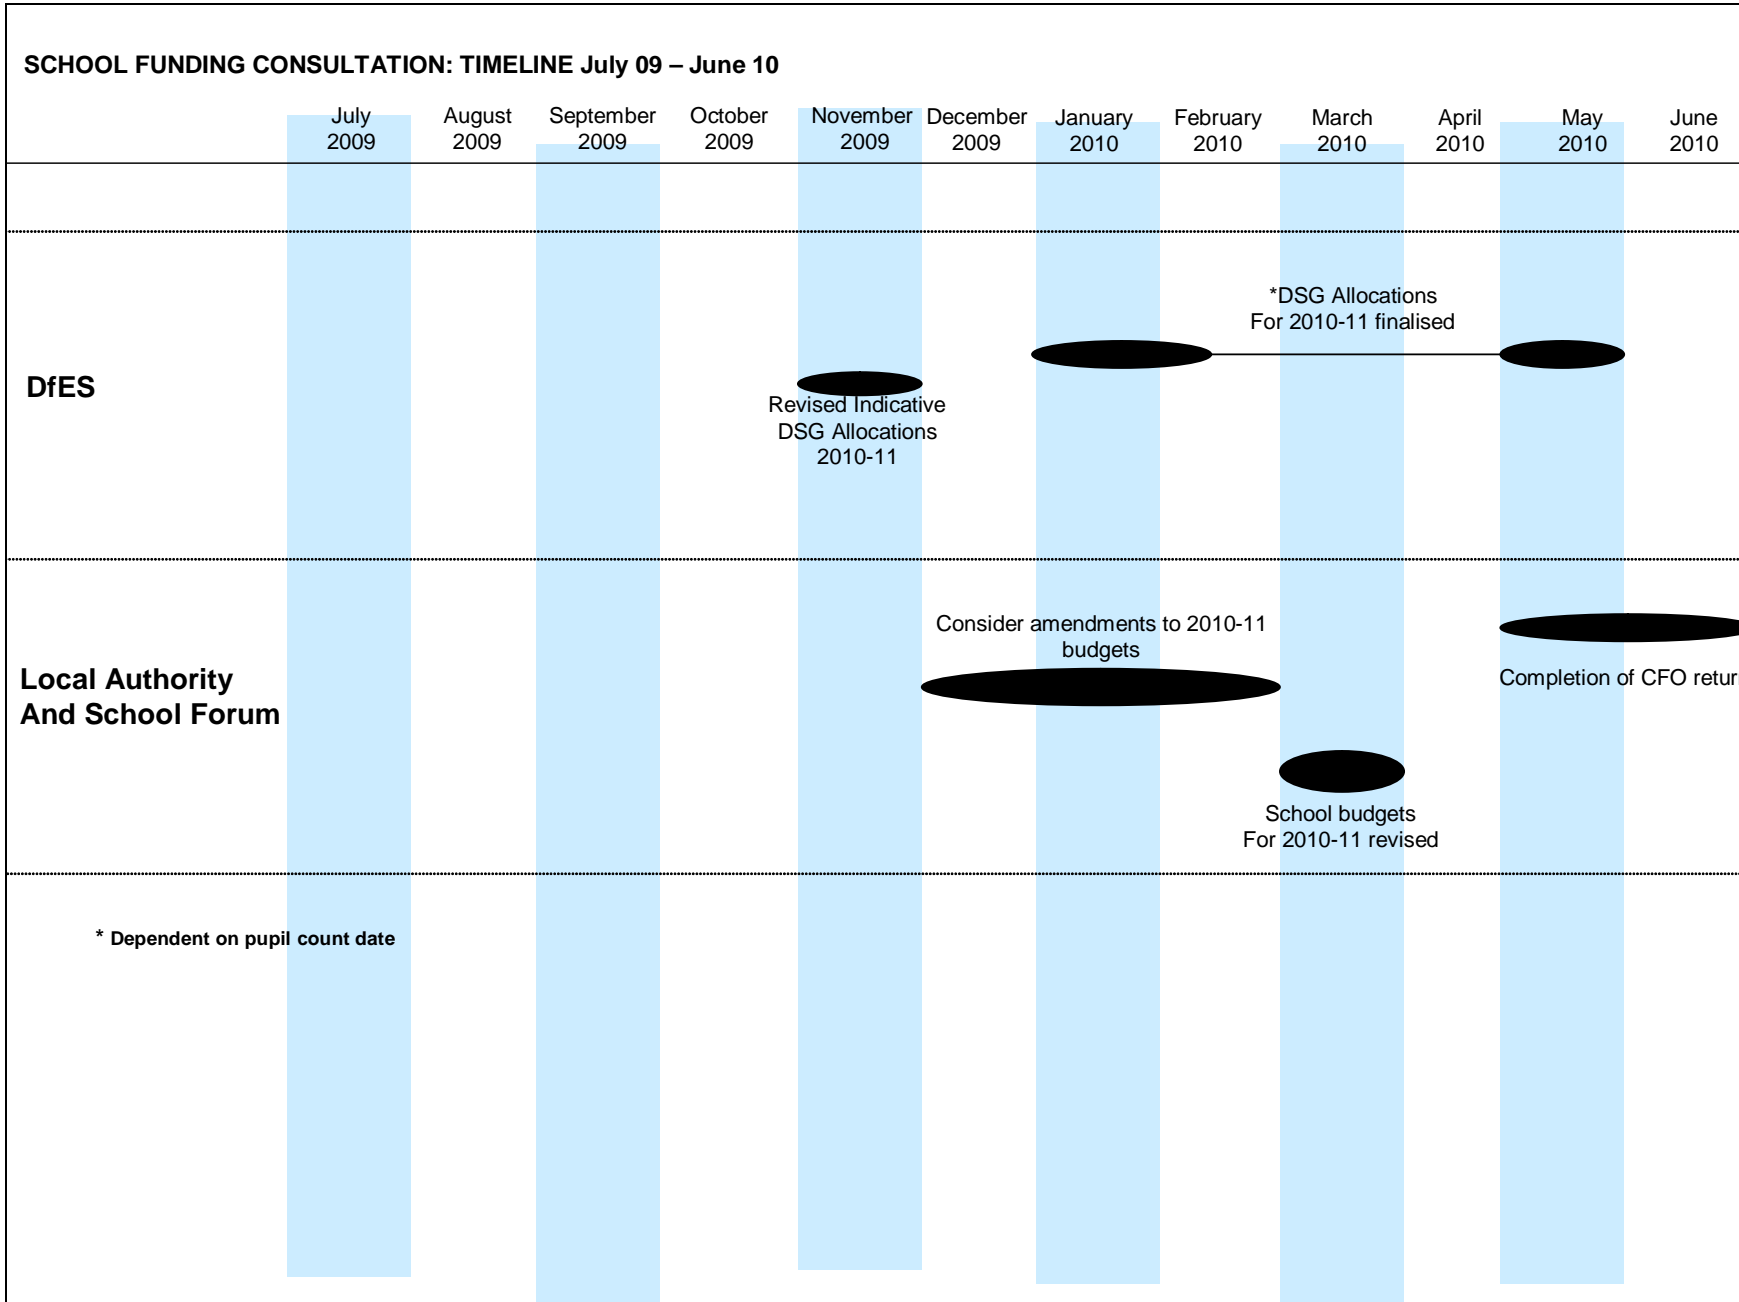 SCHOOL FUNDING CONSULTATION: TIMELINE July 09 – June 10
July August September October November December January February March April May June
2009 2009 2009 2009 2009 2009 2010 2010 2010 2010 2010 2010
*DSG Allocations
For 2010-11 finalised
DfES
Revised Indicative
DSG Allocations
2010-11
Consider amendments to 2010-11
budgets
Local Authority
And School Forum
Completion of CFO retur
School budgets
For 2010-11 revised
* Dependent on pupil count date